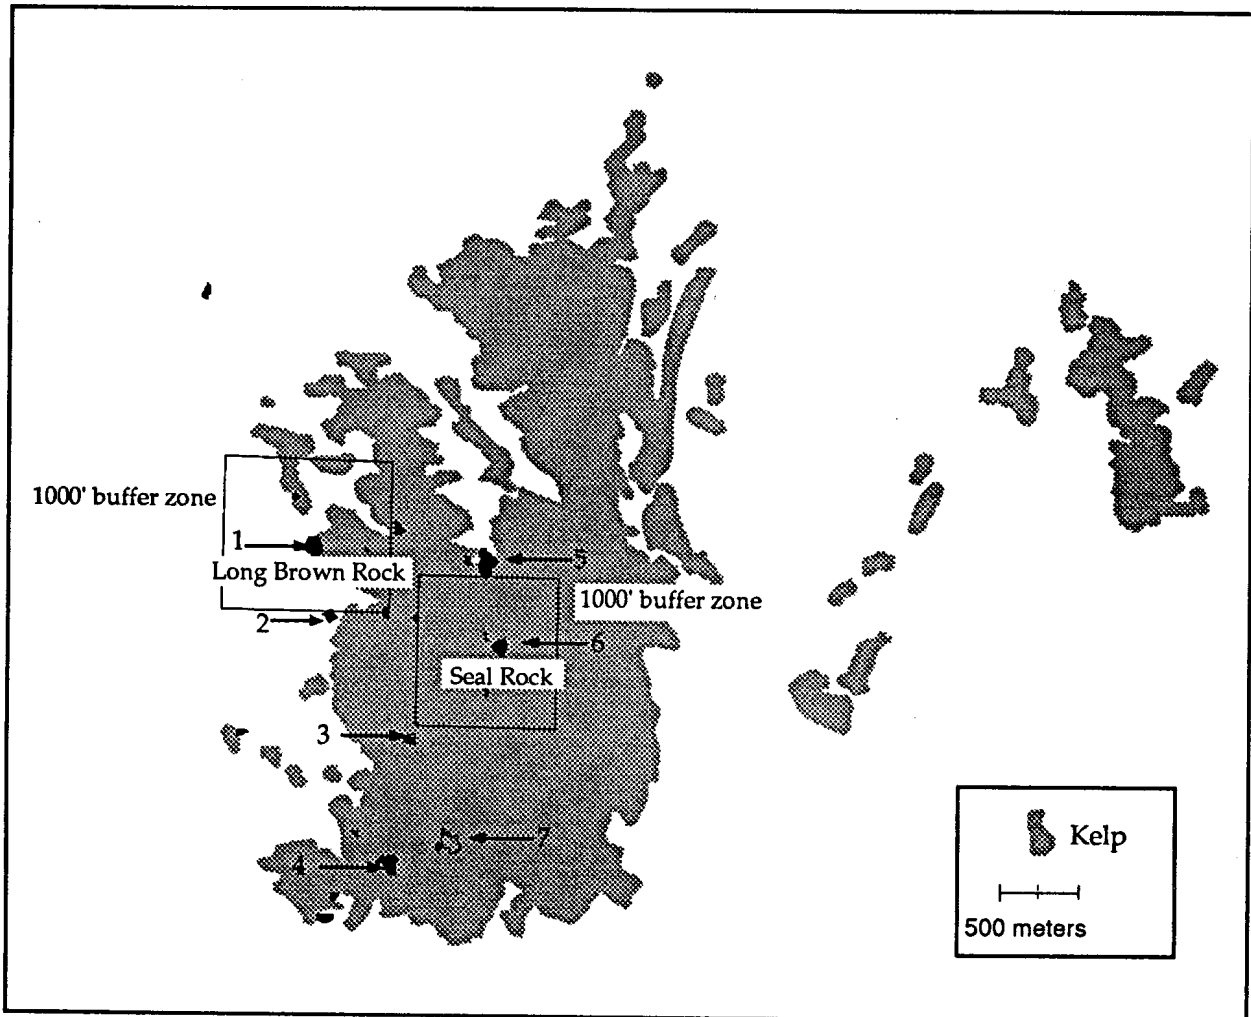 1000' buffer zone
1
Long Brown Rock
5
1000' buffer zone
2
6
Seal Rock
3
7
4
Kelp
500 meters